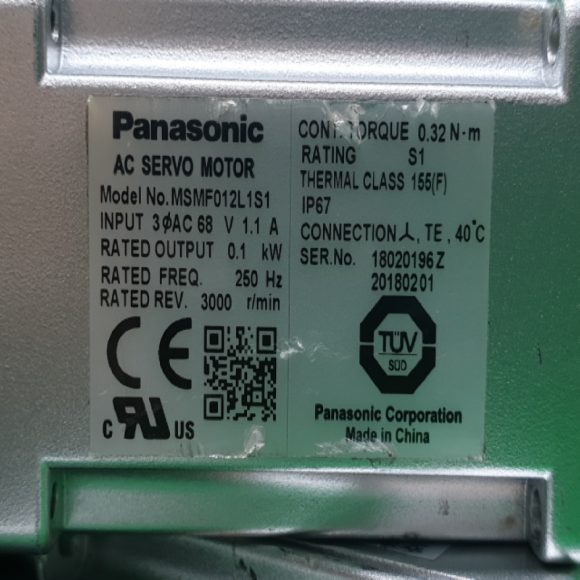 Panasonic
AC SERVO MOTOR
Model No. MSMF012L1S1
INPUT 3ϕAC 68 V 1.1 A
RATED OUTPUT 0.1 kW
RATED FREQ. 250 Hz
RATED REV. 3000 r/min
CE
c RU US
CONT. TORQUE 0.32 N·m
RATING S1
THERMAL CLASS 155(F)
IP67
CONNECTION 人, TE, 40℃
SER.No. 18020196Z
20180201
TÜV
SÜD
Panasonic Corporation
Made in China